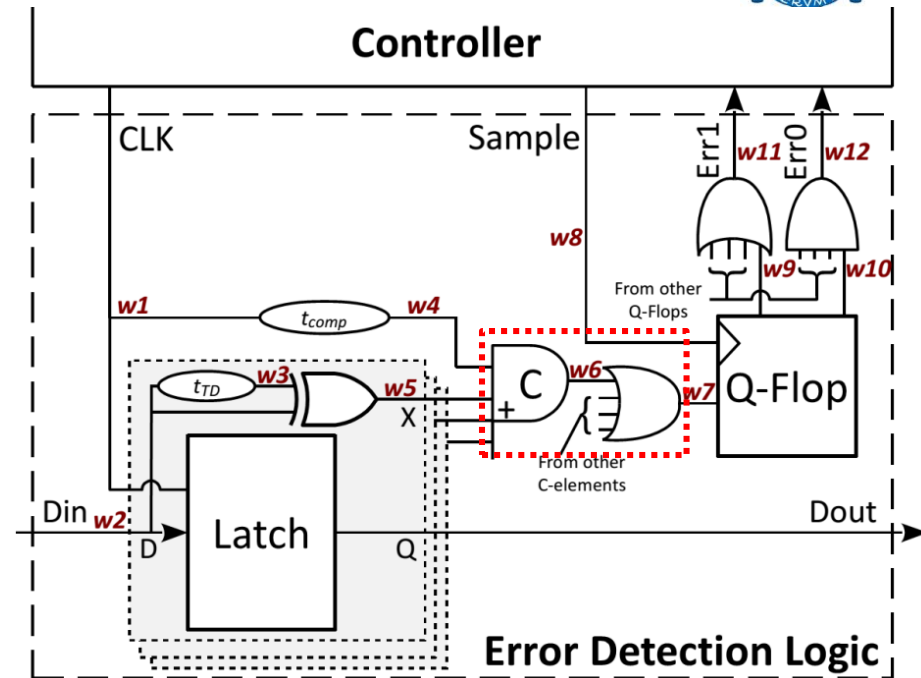 Controller
CLK
Sample
Err1
w11
Err0
w12
w8
w9
w10
From other
Q-Flops
w1
t_comp
w4
t_TD
w3
w5
X
C
+
w6
w7
Q-Flop
From other
C-elements
Din
w2
D
Latch
Q
Dout
Error Detection Logic